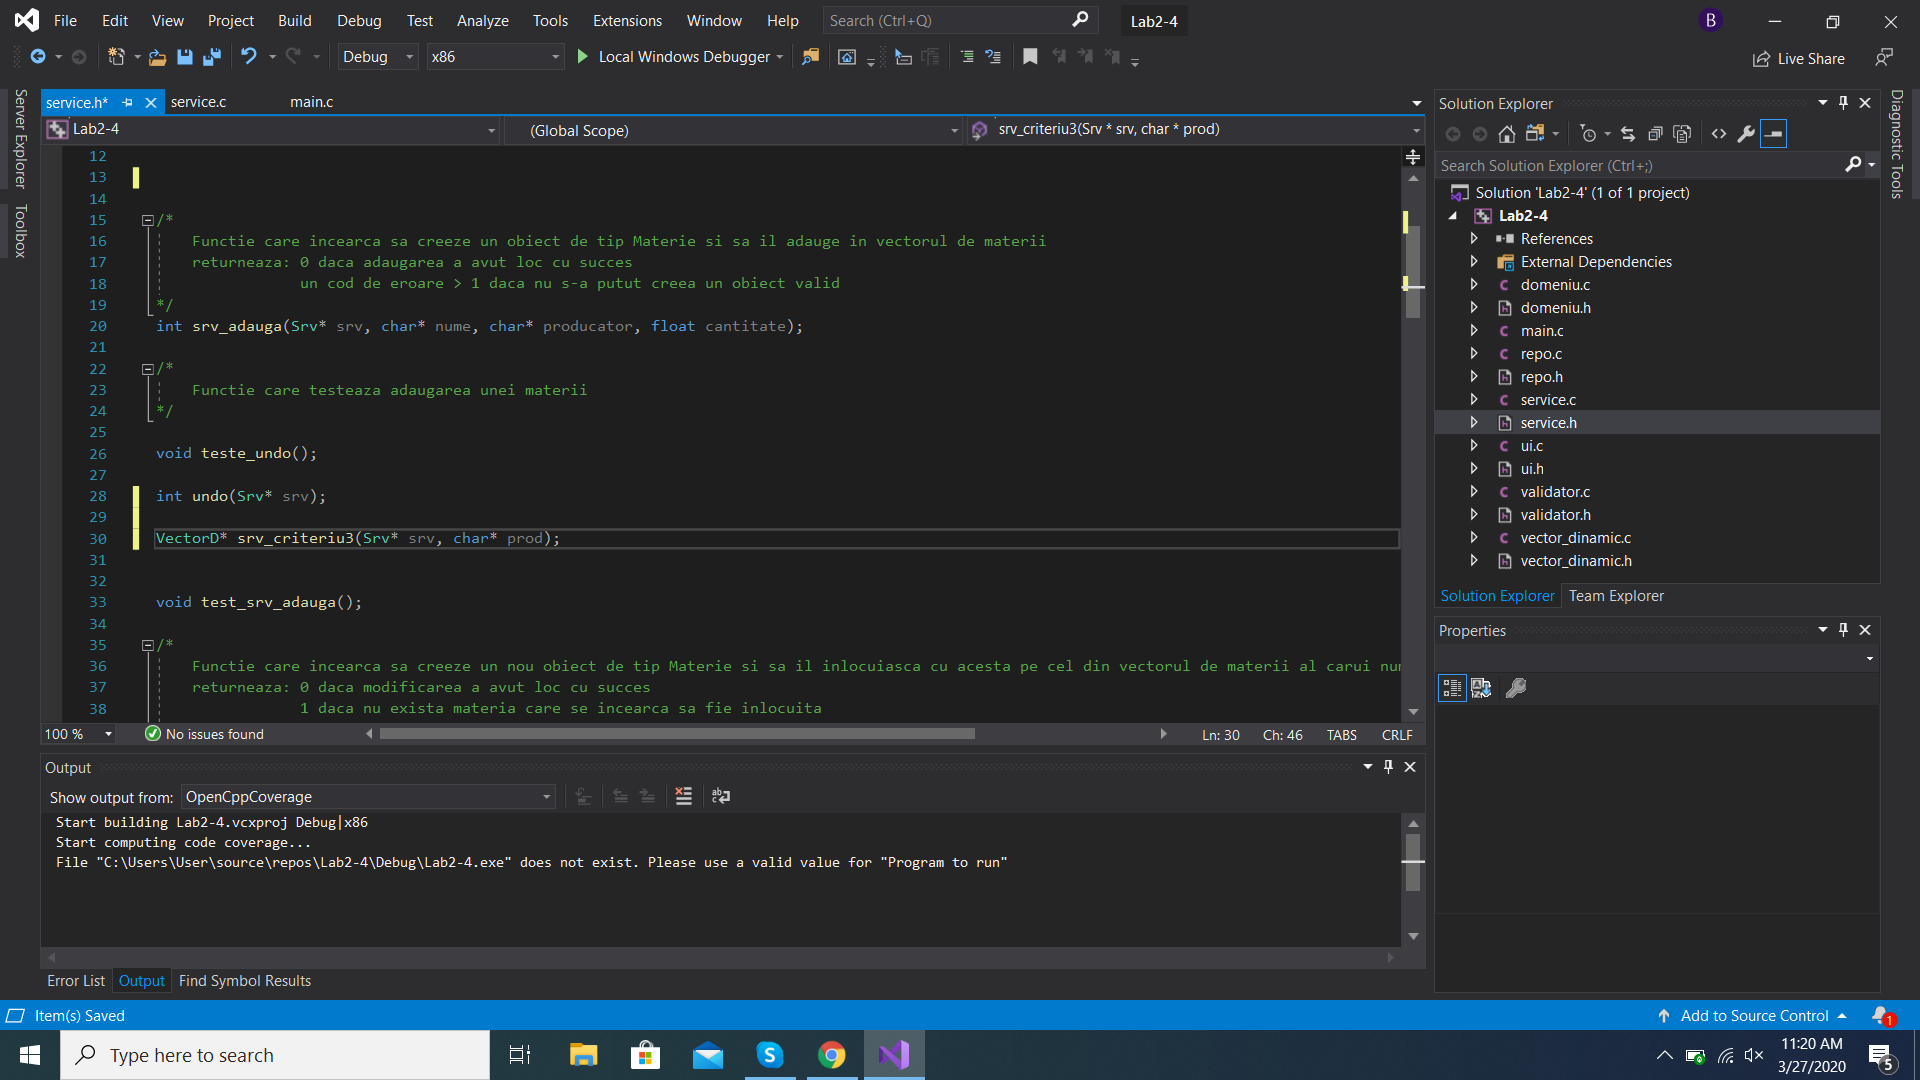 File Edit View Project Build Debug Test Analyze Tools Extensions Window Help Search (Ctrl+Q) Lab2-4 B
Debug x86 Local Windows Debugger Live Share
Server Explorer
Toolbox
service.h* service.c main.c
Lab2-4 (Global Scope) srv_criteriu3(Srv * srv, char * prod)
12
13
14
15 /*
16 Functie care incearca sa creeze un obiect de tip Materie si sa il adauge in vectorul de materii
17 returneaza: 0 daca adaugarea a avut loc cu succes
18 un cod de eroare > 1 daca nu s-a putut creea un obiect valid
19 */
20 int srv_adauga(Srv* srv, char* nume, char* producator, float cantitate);
21
22 /*
23 Functie care testeaza adaugarea unei materii
24 */
25
26 void teste_undo();
27
28 int undo(Srv* srv);
29
30 VectorD* srv_criteriu3(Srv* srv, char* prod);
31
32
33 void test_srv_adauga();
34
35 /*
36 Functie care incearca sa creeze un nou obiect de tip Materie si sa il inlocuiasca cu acesta pe cel din vectorul de materii al carui nu
37 returneaza: 0 daca modificarea a avut loc cu succes
38 1 daca nu exista materia care se incearca sa fie inlocuita
100 % No issues found Ln: 30 Ch: 46 TABS CRLF
Output
Show output from: OpenCppCoverage
Start building Lab2-4.vcxproj Debug|x86
Start computing code coverage...
File "C:\Users\User\source\repos\Lab2-4\Debug\Lab2-4.exe" does not exist. Please use a valid value for "Program to run"
Error List Output Find Symbol Results
Solution Explorer
Search Solution Explorer (Ctrl+;)
Solution 'Lab2-4' (1 of 1 project)
Lab2-4
References
External Dependencies
domeniu.c
domeniu.h
main.c
repo.c
repo.h
service.c
service.h
ui.c
ui.h
validator.c
validator.h
vector_dinamic.c
vector_dinamic.h
Solution Explorer Team Explorer
Properties
Diagnostic Tools
Item(s) Saved Add to Source Control 1
Type here to search
11:20 AM
3/27/2020
5